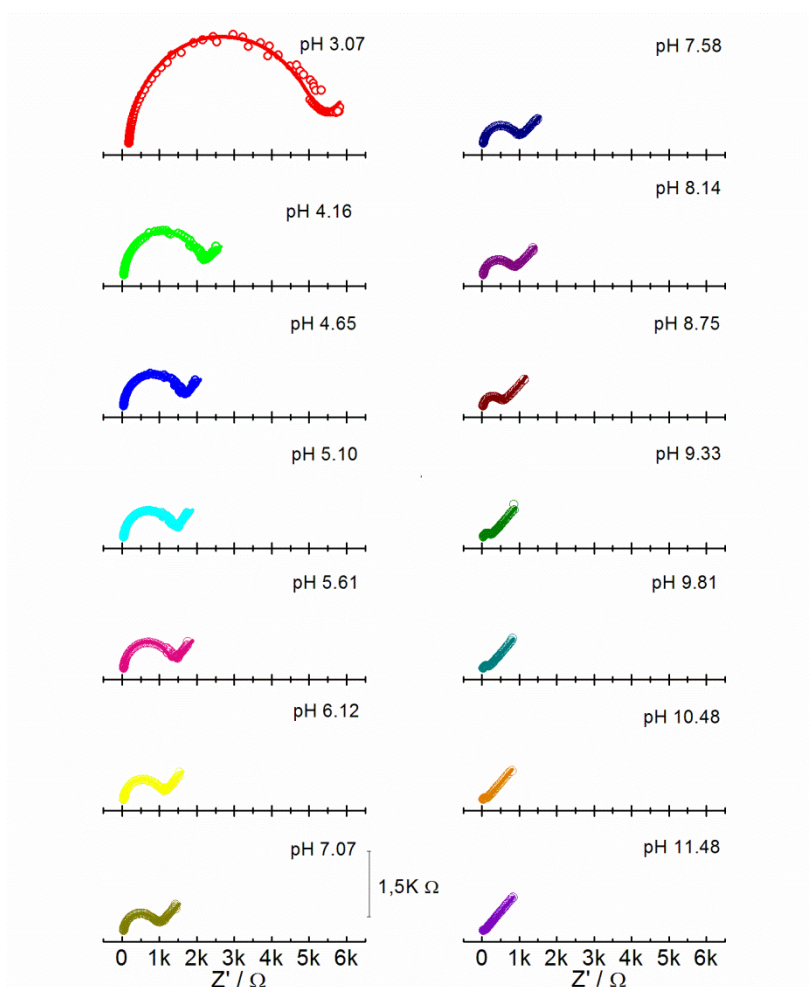 pH 3.07
pH 4.16
pH 4.65
pH 5.10
pH 5.61
pH 6.12
pH 7.07
1,5K Ω
0 1k 2k 3k 4k 5k 6k
Z' / Ω
pH 7.58
pH 8.14
pH 8.75
pH 9.33
pH 9.81
pH 10.48
pH 11.48
0 1k 2k 3k 4k 5k 6k
Z' / Ω